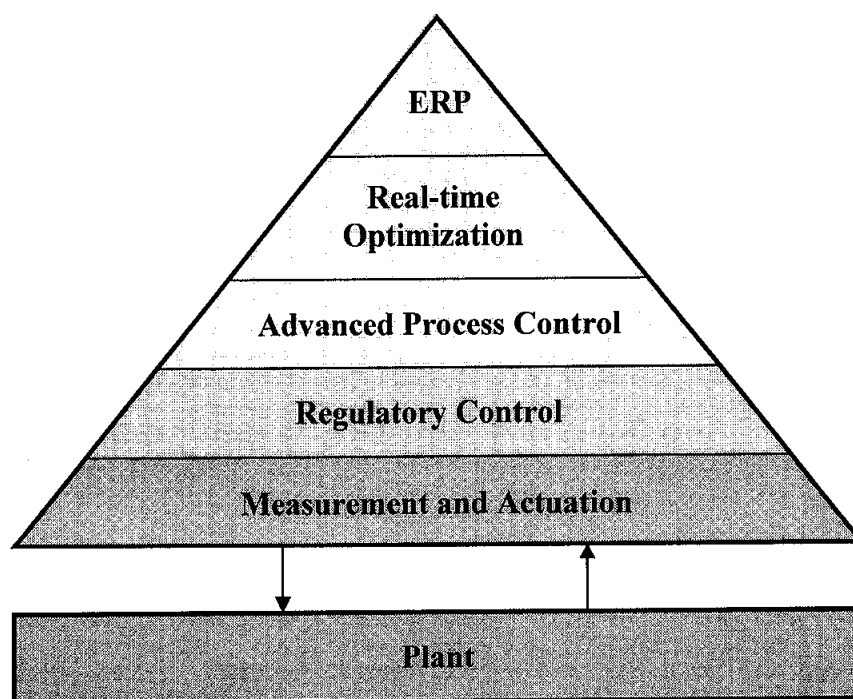 ERP
Real-time
Optimization
Advanced Process Control
Regulatory Control
Measurement and Actuation
Plant